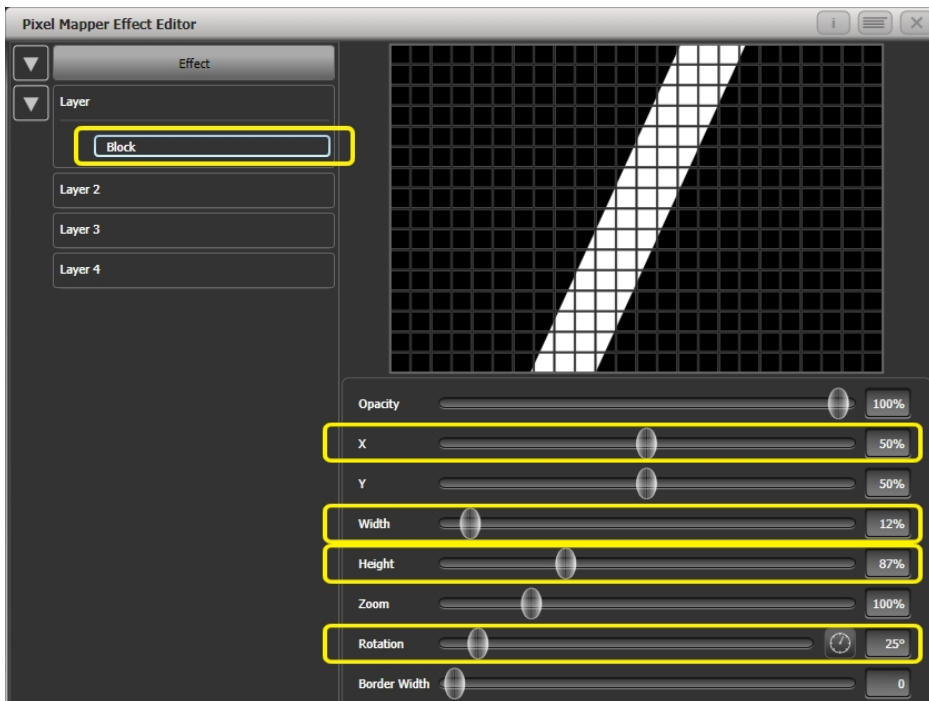 Pixel Mapper Effect Editor
i
Effect
Layer
Block
Layer 2
Layer 3
Layer 4
Opacity 100%
X 50%
Y 50%
Width 12%
Height 87%
Zoom 100%
Rotation 25°
Border Width 0